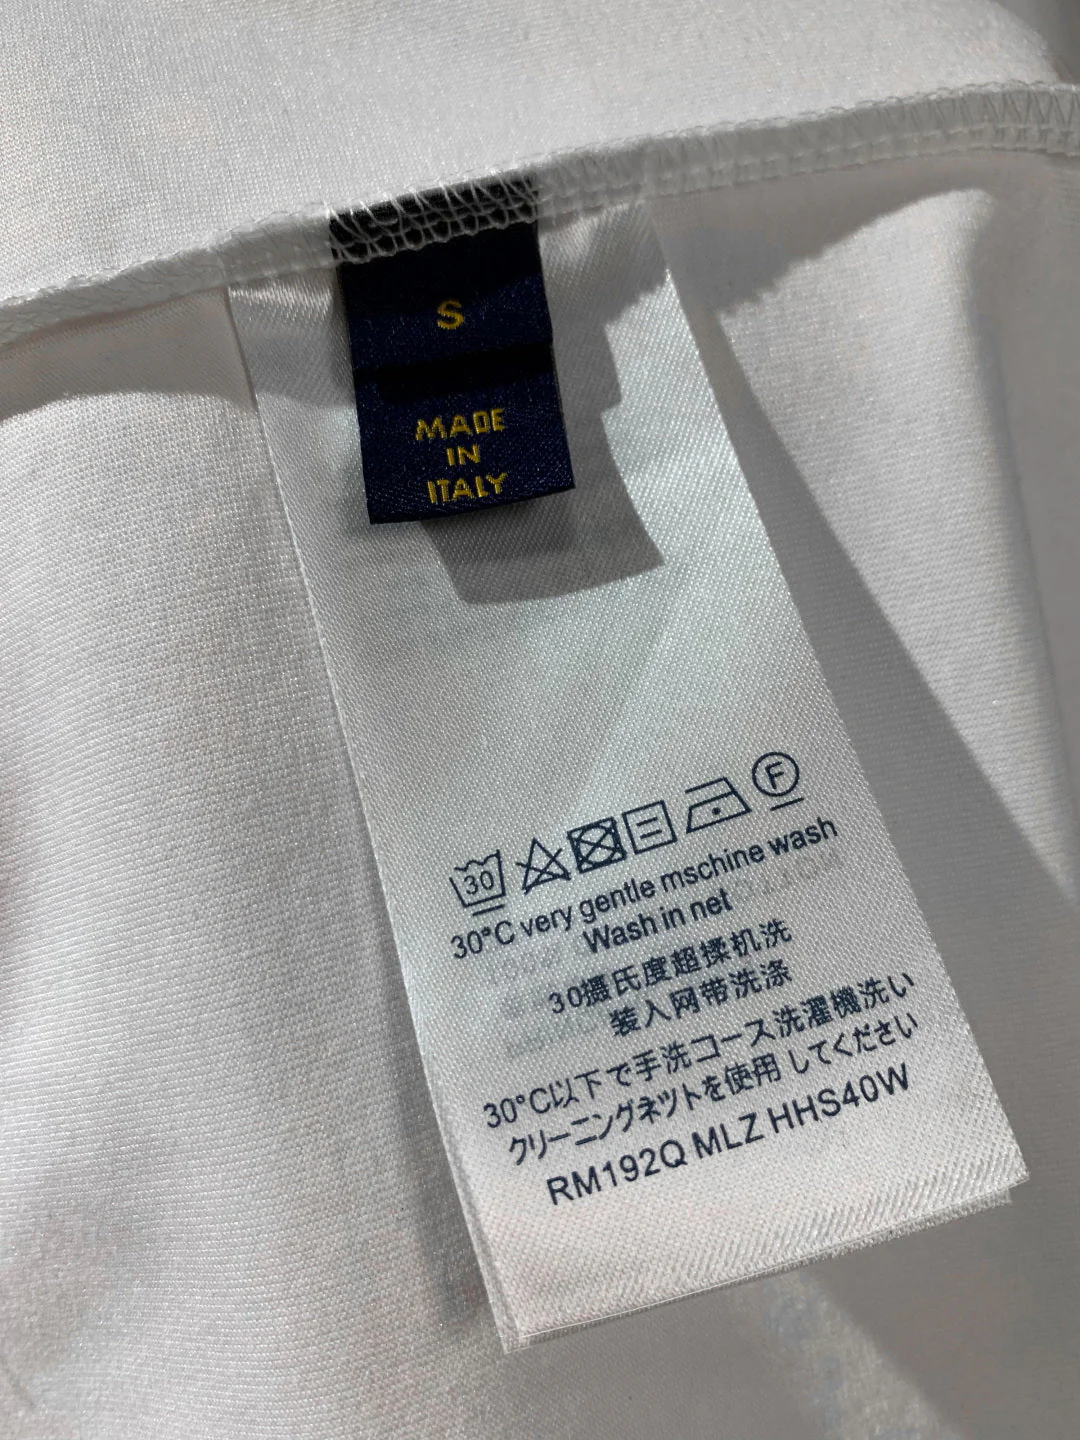 S
MADE
IN
ITALY
30 F
30°C very gentle mschine wash
Wash in net
30摄氏度超揉机洗
装入网带洗涤
30°C以下で手洗コース洗濯機洗い
クリーニングネツトを使用 してください
RM192Q MLZ HHS40W